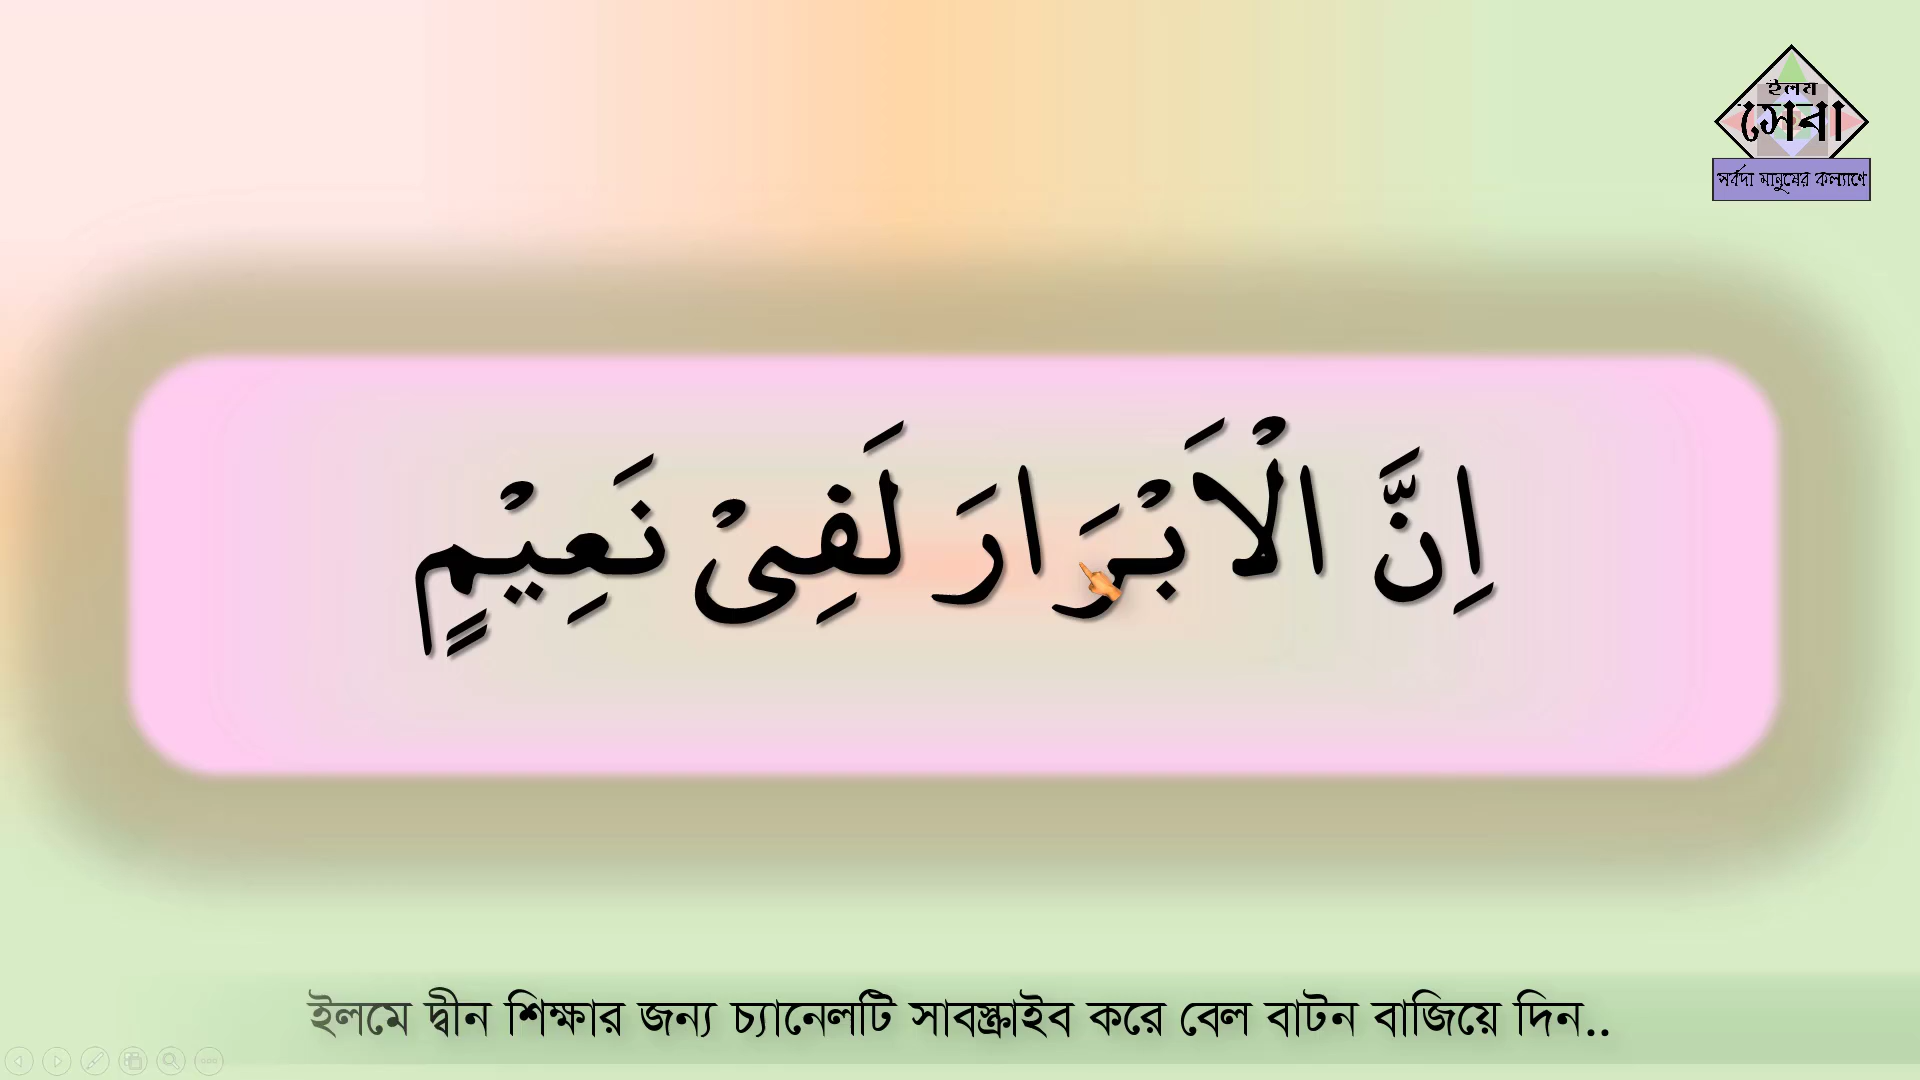 ইলম
সেবা
সর্বদা মানুষের কল্যাণে
اِنَّ الْاَبْرَارَ لَفِیْ نَعِیْمٍ
ইলমে দ্বীন শিক্ষার জন্য চ্যানেলটি সাবস্ক্রাইব করে বেল বাটন বাজিয়ে দিন..